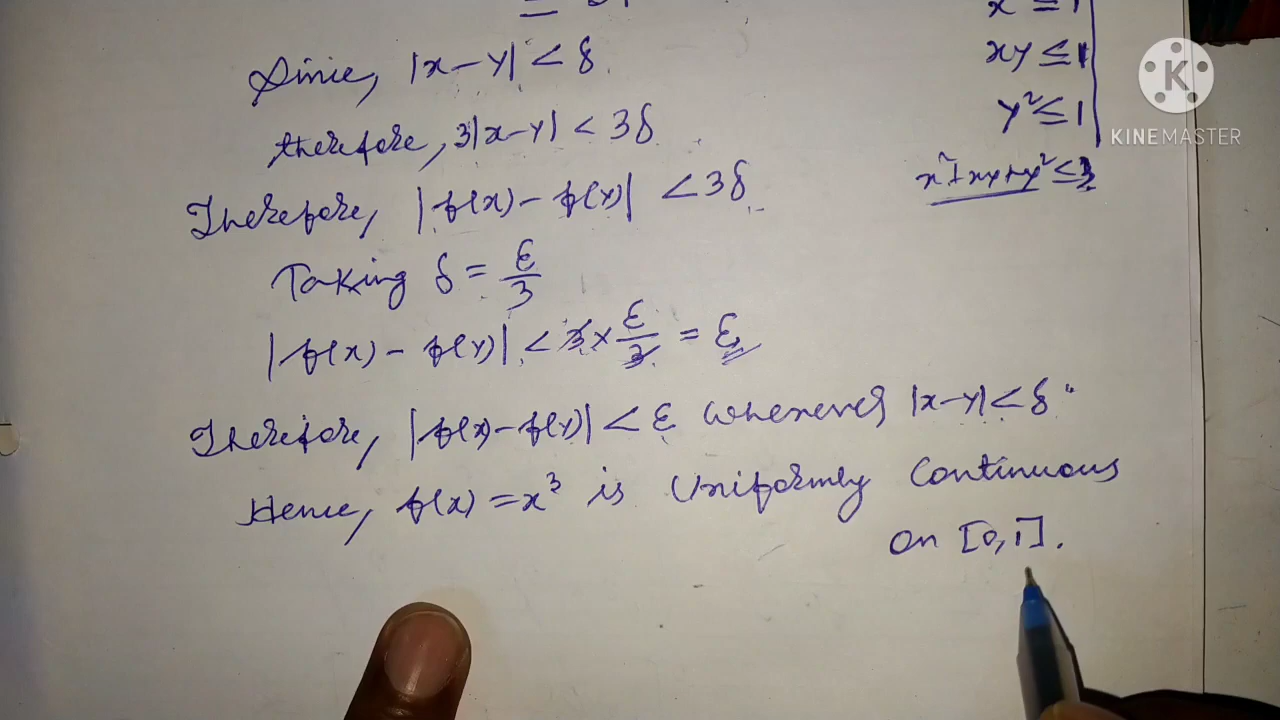 x ≤ 1
Since, |x-y| < δ.
xy ≤ 1
therefore, 3|x-y| < 3δ
y² ≤ 1
x²+xy+y² ≤ 3
Therefore, |f(x) - f(y)| < 3δ
Taking δ = ε/3
|f(x) - f(y)| < 3 × ε/3 = ε
Therefore, |f(x)-f(y)| < ε whenever |x-y| < δ
Hence, f(x) = x³ is Uniformly Continuous
on [0,1].
K
KINEMASTER